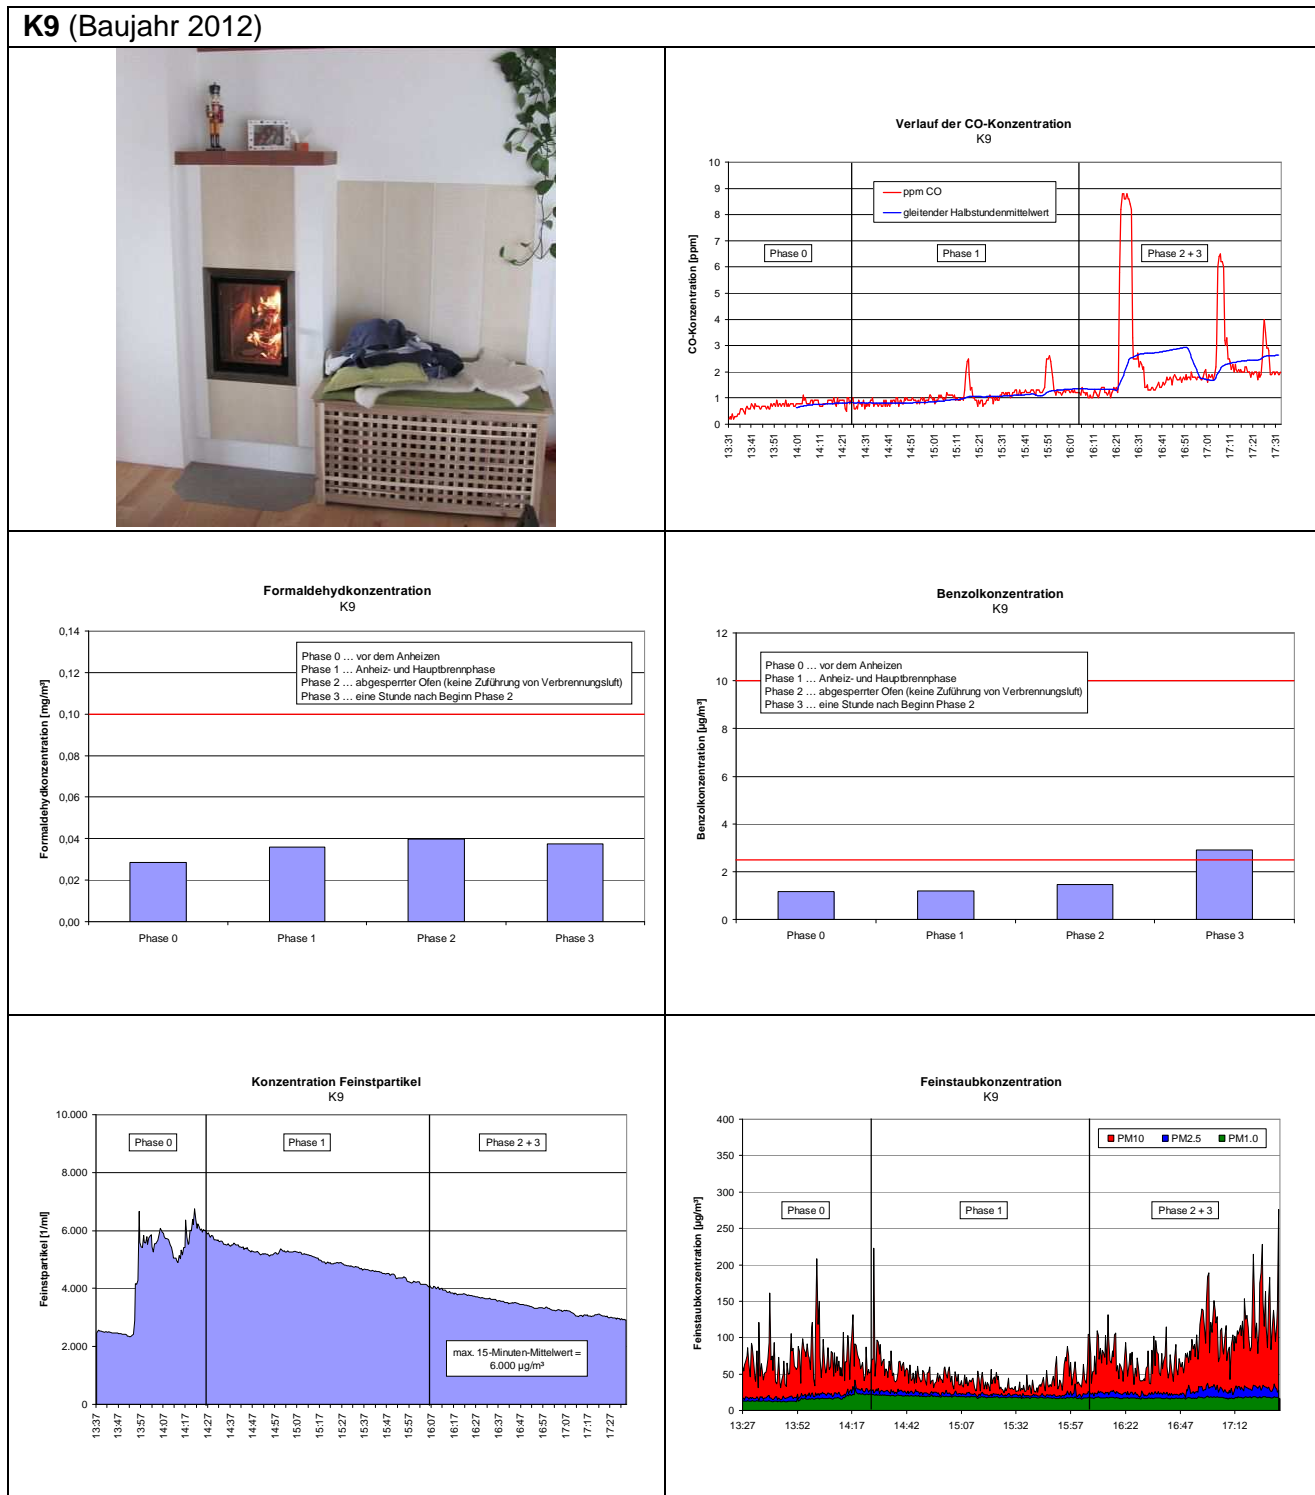 K9 (Baujahr 2012)
Verlauf der CO-Konzentration
K9
CO-Konzentration [ppm]
10
9
8
7
6
5
4
3
2
1
0
ppm CO
gleitender Halbstundenmittelwert
Phase 0
Phase 1
Phase 2 + 3
13:31
13:41
13:51
14:01
14:11
14:21
14:31
14:41
14:51
15:01
15:11
15:21
15:31
15:41
15:51
16:01
16:11
16:21
16:31
16:41
16:51
17:01
17:11
17:21
17:31
Formaldehydkonzentration
K9
Formaldehydkonzentration [mg/m³]
0,14
0,12
0,10
0,08
0,06
0,04
0,02
0,00
Phase 0 … vor dem Anheizen
Phase 1 … Anheiz- und Hauptbrennphase
Phase 2 … abgesperrter Ofen (keine Zuführung von Verbrennungsluft)
Phase 3 … eine Stunde nach Beginn Phase 2
Phase 0
Phase 1
Phase 2
Phase 3
Benzolkonzentration
K9
Benzolkonzentration [µg/m³]
12
10
8
6
4
2
0
Phase 0 … vor dem Anheizen
Phase 1 … Anheiz- und Hauptbrennphase
Phase 2 … abgesperrter Ofen (keine Zuführung von Verbrennungsluft)
Phase 3 … eine Stunde nach Beginn Phase 2
Phase 0
Phase 1
Phase 2
Phase 3
Konzentration Feinstpartikel
K9
Feinstpartikel [1/ml]
10.000
8.000
6.000
4.000
2.000
0
Phase 0
Phase 1
Phase 2 + 3
max. 15-Minuten-Mittelwert =
6.000 µg/m³
13:37
13:47
13:57
14:07
14:17
14:27
14:37
14:47
14:57
15:07
15:17
15:27
15:37
15:47
15:57
16:07
16:17
16:27
16:37
16:47
16:57
17:07
17:17
17:27
Feinstaubkonzentration
K9
Feinstaubkonzentration [µg/m³]
400
350
300
250
200
150
100
50
0
PM10
PM2.5
PM1.0
Phase 0
Phase 1
Phase 2 + 3
13:27
13:52
14:17
14:42
15:07
15:32
15:57
16:22
16:47
17:12